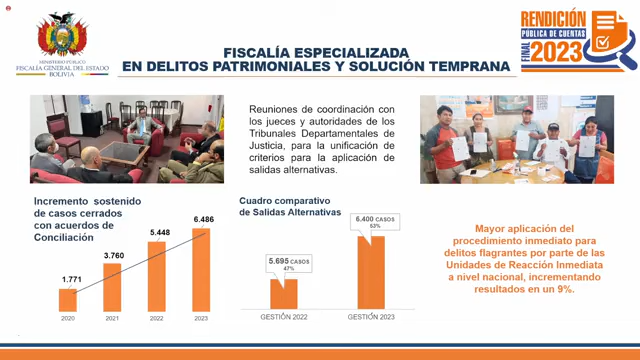 MINISTERIO PÚBLICO
FISCALÍA GENERAL DEL ESTADO
BOLIVIA
FISCALÍA ESPECIALIZADA
EN DELITOS PATRIMONIALES Y SOLUCIÓN TEMPRANA
RENDICIÓN
PÚBLICA DE CUENTAS
FINAL 2023
Reuniones de coordinación con
los jueces y autoridades de los
Tribunales Departamentales de
Justicia, para la unificación de
criterios para la aplicación de
salidas alternativas.
Incremento sostenido
de casos cerrados
con acuerdos de
Conciliación
1.771
3.760
5.448
6.486
2020
2021
2022
2023
Cuadro comparativo
de Salidas Alternativas
5.695 CASOS
47%
6.400 CASOS
53%
GESTIÓN 2022
GESTIÓN 2023
Mayor aplicación del
procedimiento inmediato para
delitos flagrantes por parte de las
Unidades de Reacción Inmediata
a nivel nacional, incrementando
resultados en un 9%.